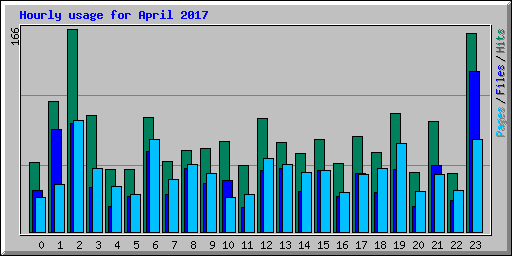 Hourly usage for April 2017
166
Pages / Files / Hits
0 1 2 3 4 5 6 7 8 9 10 11 12 13 14 15 16 17 18 19 20 21 22 23